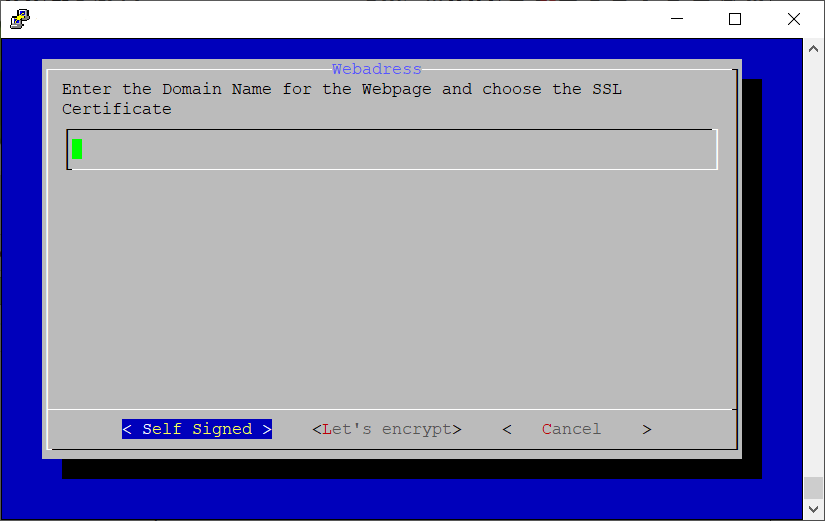 Webadress
Enter the Domain Name for the Webpage and choose the SSL
Certificate
< Self Signed > <Let's encrypt> < Cancel >